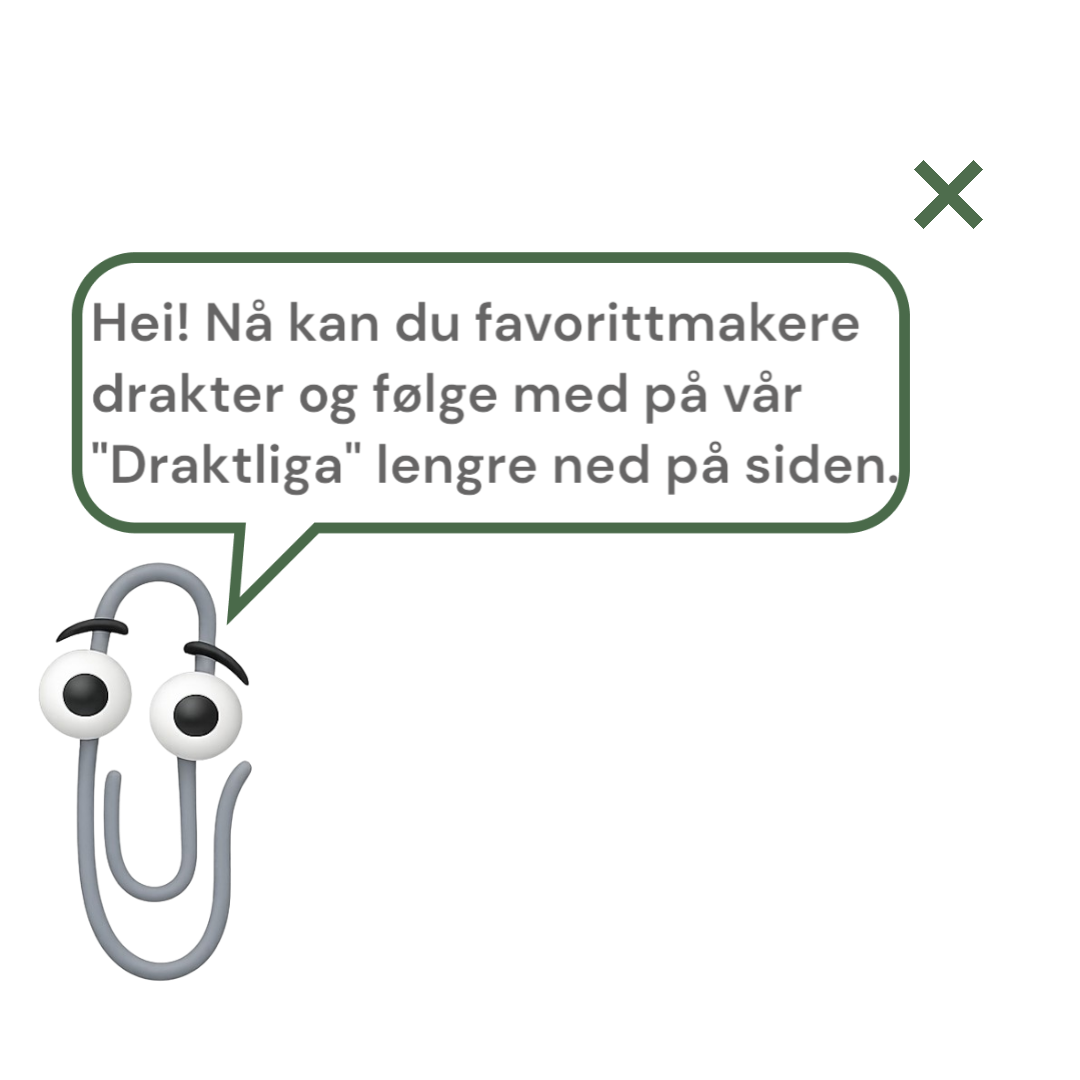 Hei! Nå kan du favorittmakere
drakter og følge med på vår
"Draktliga" lengre ned på siden.